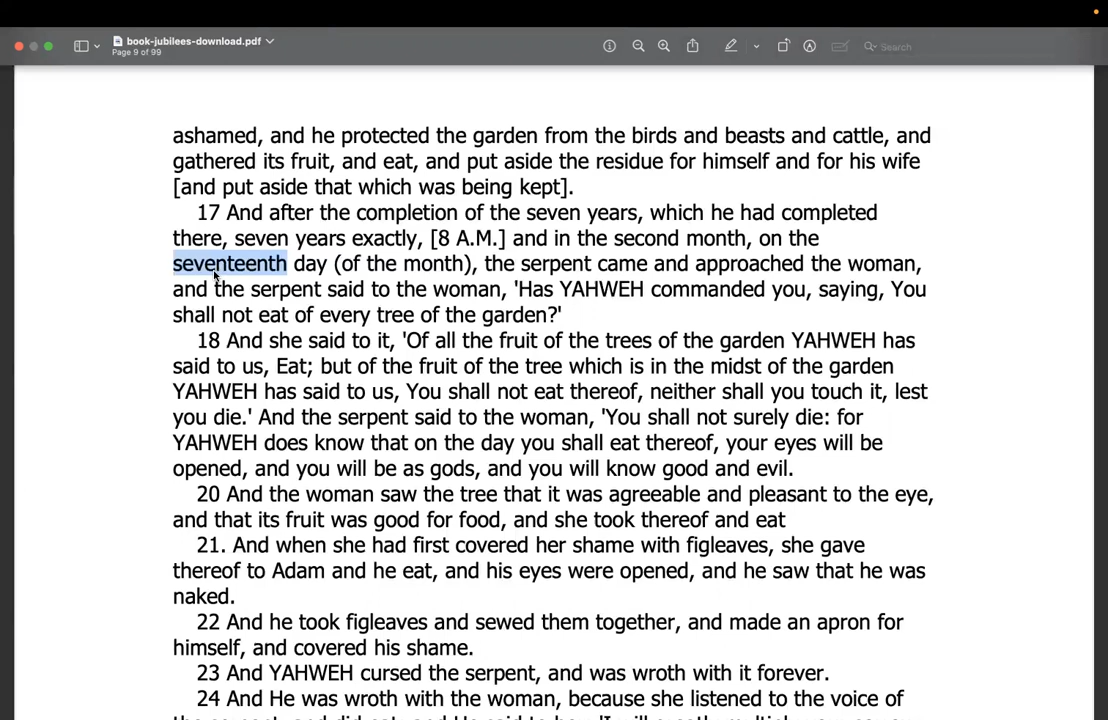 book-jubilees-download.pdf
Page 9 of 99
Search
ashamed, and he protected the garden from the birds and beasts and cattle, and
gathered its fruit, and eat, and put aside the residue for himself and for his wife
[and put aside that which was being kept].
17 And after the completion of the seven years, which he had completed
there, seven years exactly, [8 A.M.] and in the second month, on the
seventeenth day (of the month), the serpent came and approached the woman,
and the serpent said to the woman, 'Has YAHWEH commanded you, saying, You
shall not eat of every tree of the garden?'
18 And she said to it, 'Of all the fruit of the trees of the garden YAHWEH has
said to us, Eat; but of the fruit of the tree which is in the midst of the garden
YAHWEH has said to us, You shall not eat thereof, neither shall you touch it, lest
you die.' And the serpent said to the woman, 'You shall not surely die: for
YAHWEH does know that on the day you shall eat thereof, your eyes will be
opened, and you will be as gods, and you will know good and evil.
20 And the woman saw the tree that it was agreeable and pleasant to the eye,
and that its fruit was good for food, and she took thereof and eat
21. And when she had first covered her shame with figleaves, she gave
thereof to Adam and he eat, and his eyes were opened, and he saw that he was
naked.
22 And he took figleaves and sewed them together, and made an apron for
himself, and covered his shame.
23 And YAHWEH cursed the serpent, and was wroth with it forever.
24 And He was wroth with the woman, because she listened to the voice of